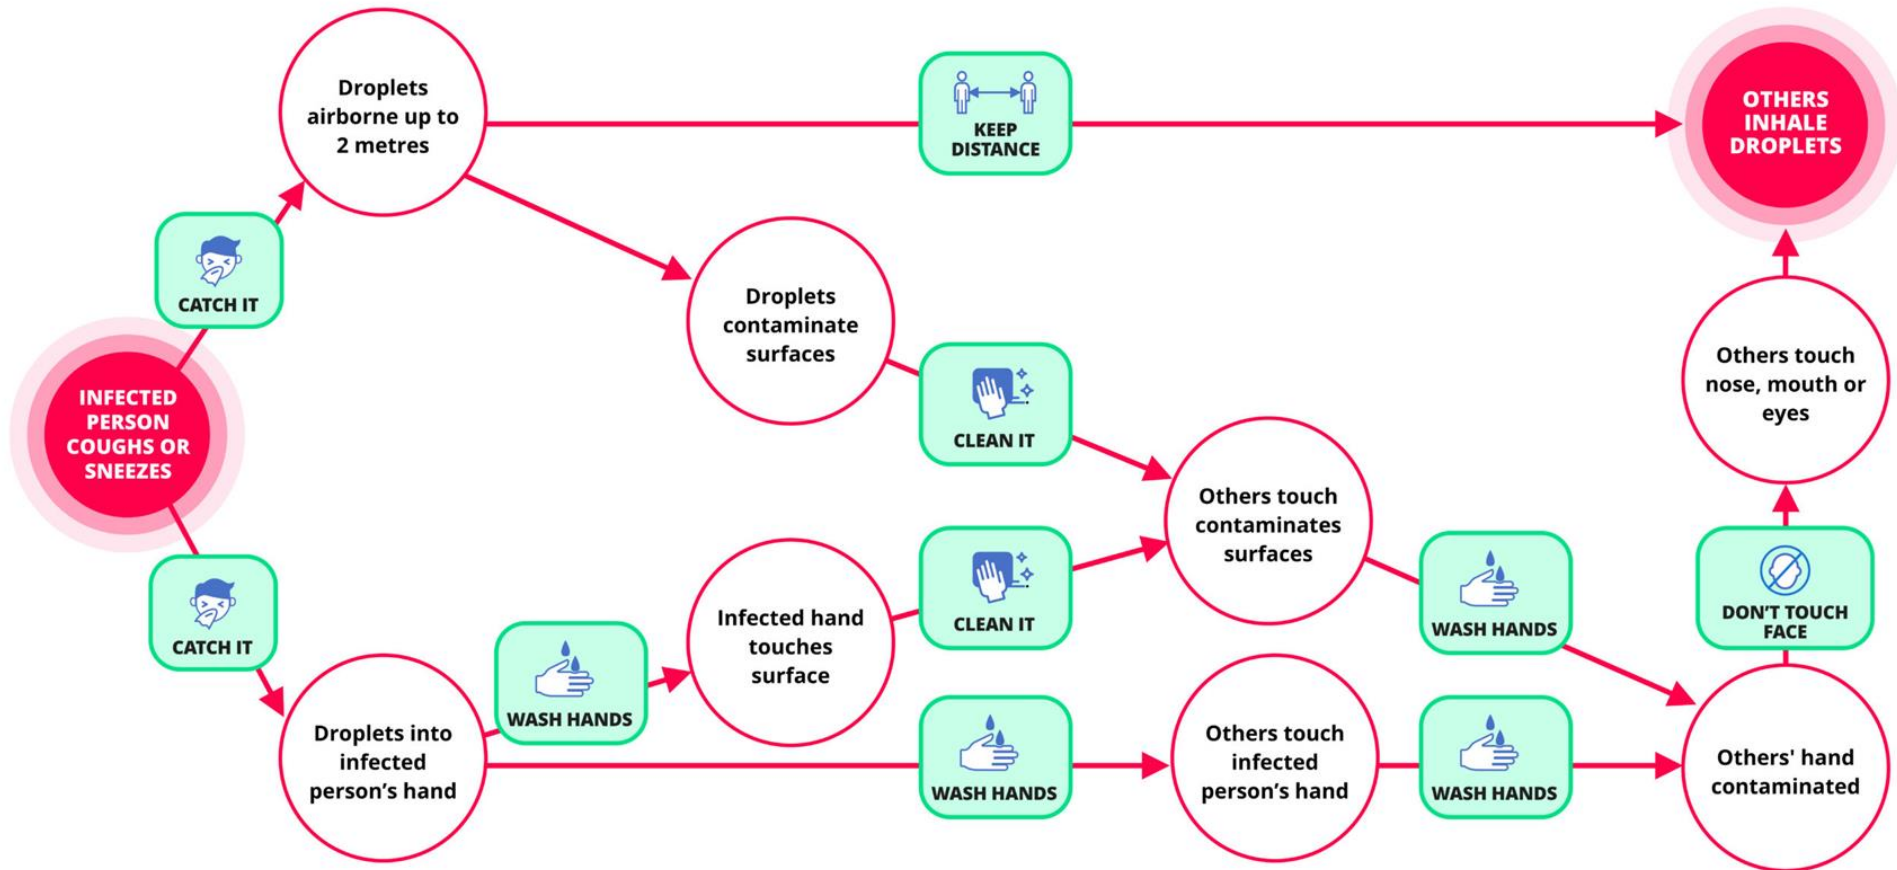 Droplets
airborne up to
2 metres
KEEP
DISTANCE
OTHERS
INHALE
DROPLETS
CATCH IT
INFECTED
PERSON
COUGHS OR
SNEEZES
Droplets
contaminate
surfaces
CLEAN IT
Others touch
nose, mouth or
eyes
Others touch
contaminates
surfaces
CATCH IT
Infected hand
touches
surface
CLEAN IT
WASH HANDS
DON'T TOUCH
FACE
WASH HANDS
Droplets into
infected
person's hand
WASH HANDS
Others touch
infected
person's hand
WASH HANDS
Others' hand
contaminated